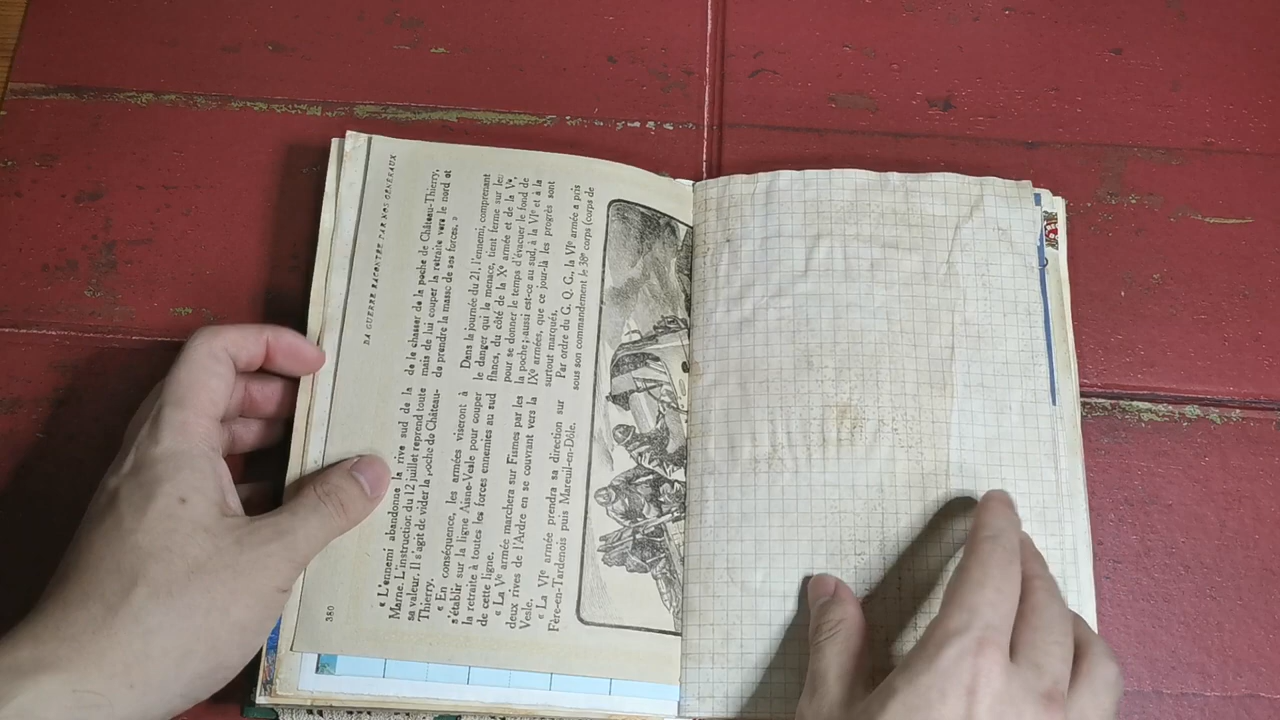 380
LA GUERRE RACONTÉE PAR NOS GÉNÉRAUX
« L'ennemi abandonne la rive sud de la
Marne. L'instruction du 12 juillet reprend toute
sa valeur. Il s'agit de vider la poche de Château-
Thierry.
« En conséquence, les armées viseront à
s'établir sur la ligne Aisne-Vesle pour couper
la retraite à toutes les forces ennemies au sud
de cette ligne.
« La Vᵉ armée marchera sur Fismes par les
deux rives de l'Ardre en se couvrant vers la
Vesle.
« La VIᵉ armée prendra sa direction sur
Fère-en-Tardenois puis Mareuil-en-Dôle.
de le chasser de la poche de Château-Thierry,
mais de lui couper la retraite vers le nord et
de prendre la masse de ses forces. »
Dans la journée du 21, l'ennemi, comprenant
le danger qui le menace, tient ferme sur les
flancs, du côté de la Xᵉ armée et de la Vᵉ,
pour se donner le temps d'évacuer le fond de
la poche ; aussi est-ce au sud, à la VIᵉ et à la
IXᵉ armées, que ce jour-là les progrès sont
surtout marqués.
Par ordre du G. Q. G., la VIᵉ armée a pris
sous son commandement le 38ᵉ corps (corps de